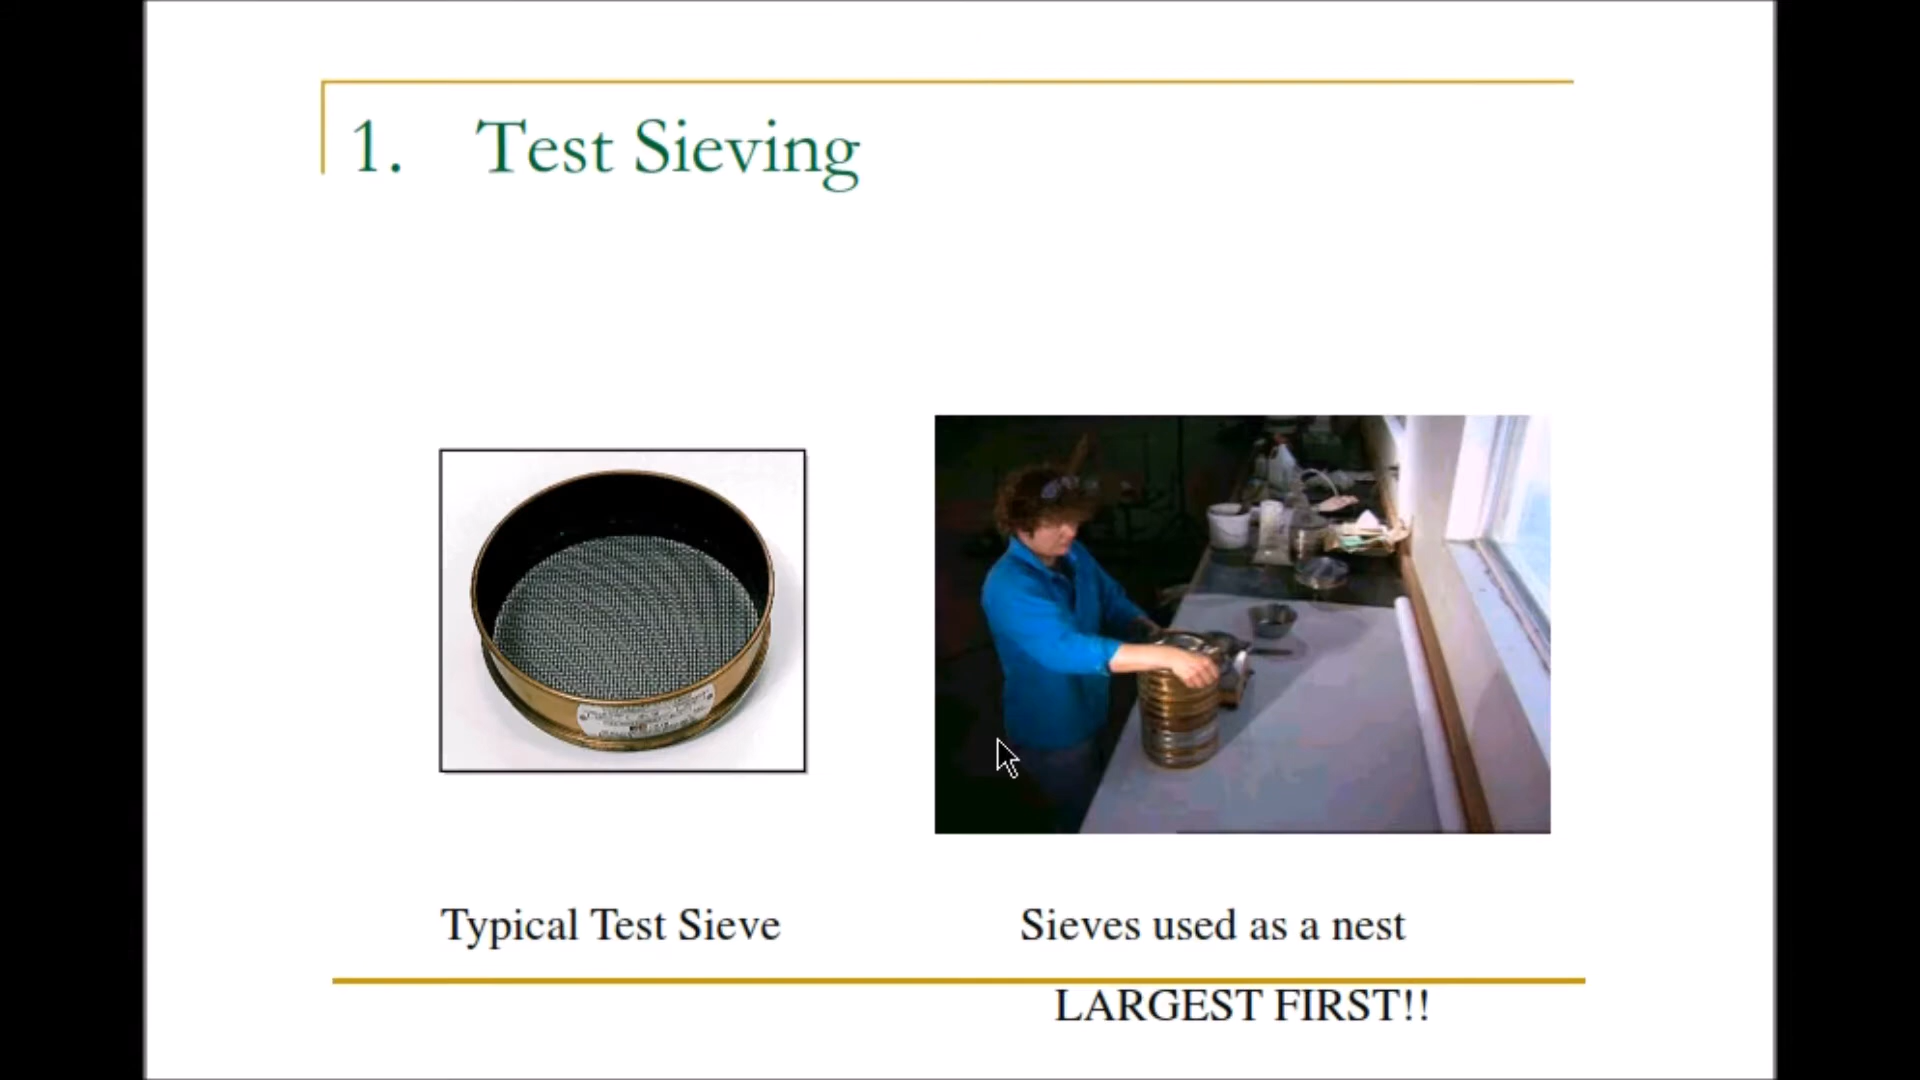 1. Test Sieving
Typical Test Sieve
Sieves used as a nest
LARGEST FIRST!!